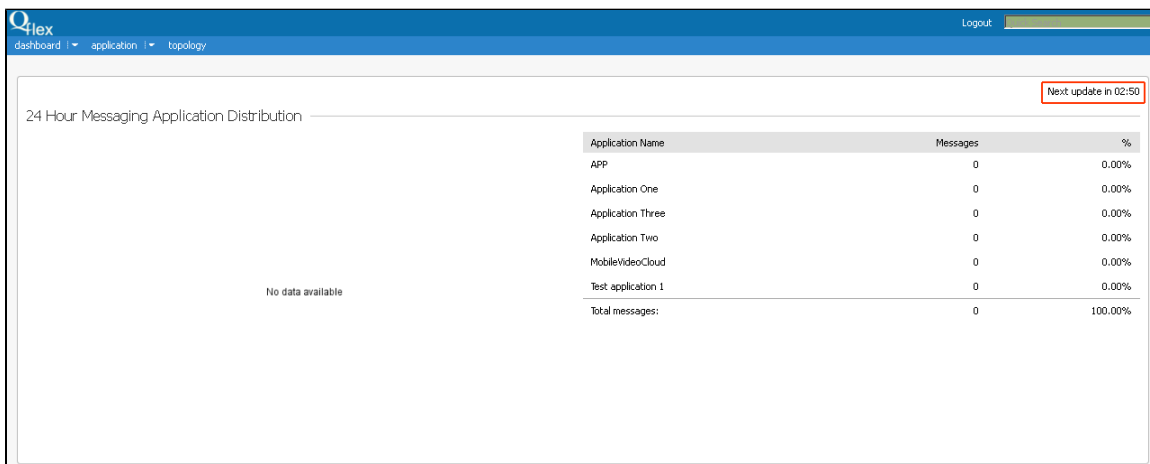 Qflex
Logout
dashboard application topology
Next update in 02:50
24 Hour Messaging Application Distribution
Application Name Messages %
APP 0 0.00%
Application One 0 0.00%
Application Three 0 0.00%
Application Two 0 0.00%
MobileVideoCloud 0 0.00%
Test application 1 0 0.00%
No data available
Total messages: 0 100.00%